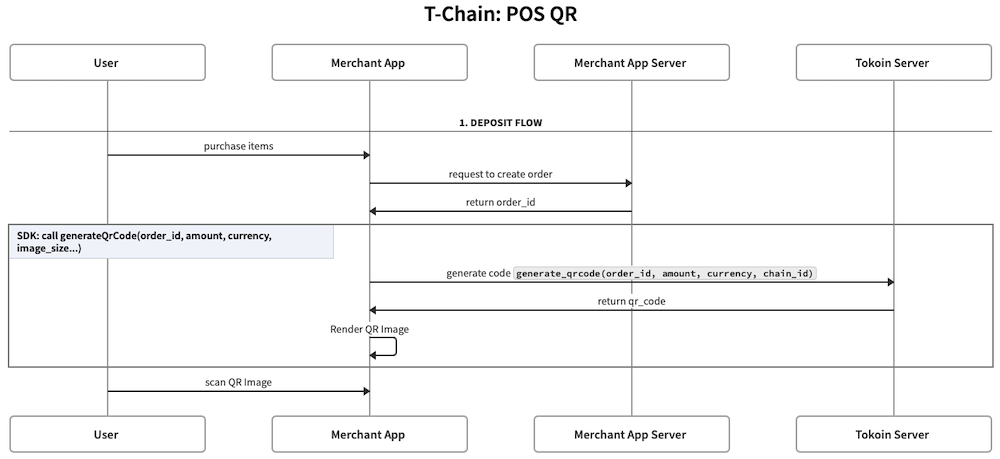 T-Chain: POS QR
User
Merchant App
Merchant App Server
Tokoin Server
1. DEPOSIT FLOW
purchase items
request to create order
return order_id
SDK: call generateQrCode(order_id, amount, currency,
image_size...)
generate code generate_qrcode(order_id, amount, currency, chain_id)
return qr_code
Render QR Image
scan QR Image
User
Merchant App
Merchant App Server
Tokoin Server